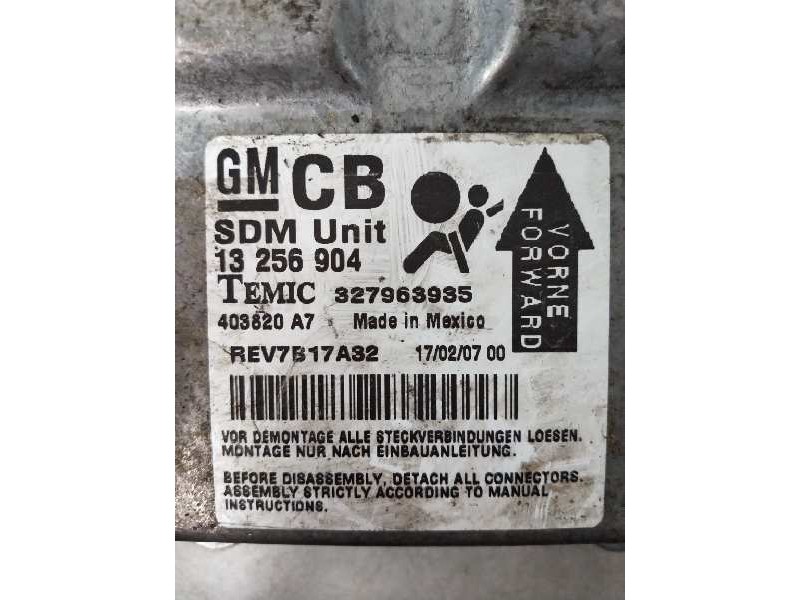 GM CB
SDM Unit
13 256 904
TEMIC 327963935
403820 A7 Made in Mexico
REV7B17A32 17/02/07 00
VORNE
FORWARD
VOR DEMONTAGE ALLE STECKVERBINDUNGEN LOESEN.
MONTAGE NUR NACH EINBAUANLEITUNG.
BEFORE DISASSEMBLY, DETACH ALL CONNECTORS.
ASSEMBLY STRICTLY ACCORDING TO MANUAL
INSTRUCTIONS.